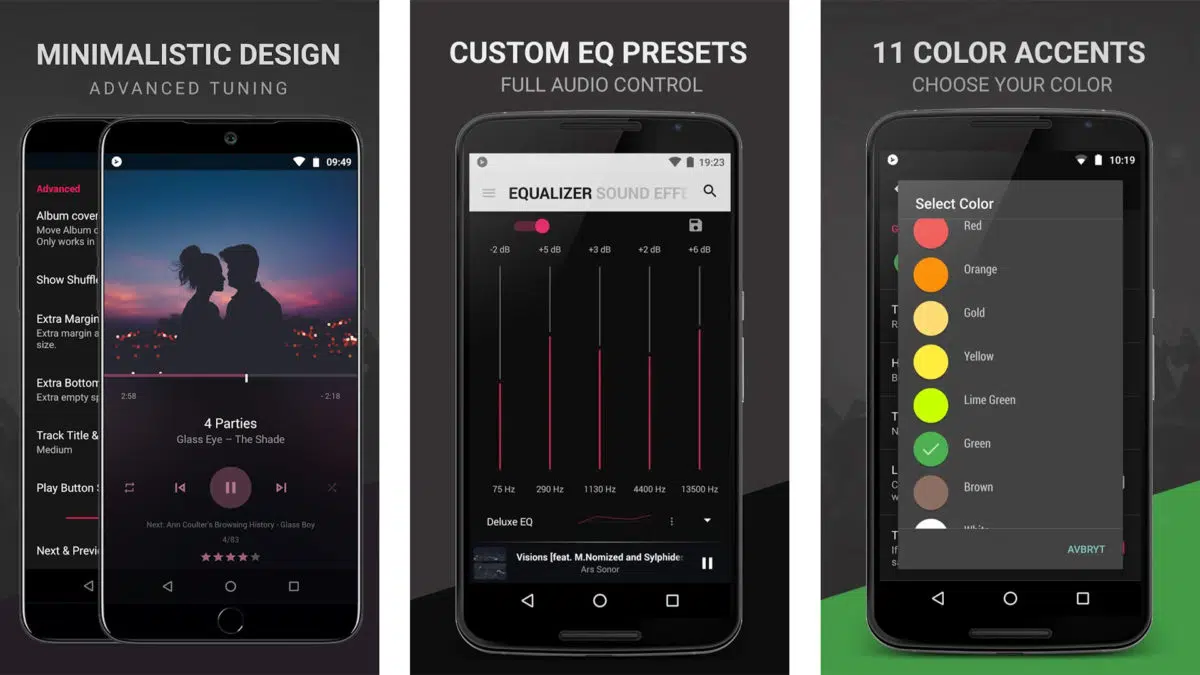 MINIMALISTIC DESIGN
ADVANCED TUNING
Advanced
Album cover
Move Album
Only works in
Show Shuffle
Extra Margin
Extra margin
size.
Extra Bottom
Extra empty
Track Title &
Medium
Play Button
Next &
09:49
2:58
- 2:18
4 Parties
Glass Eye – The Shade
Next: Ann Coulter's Browsing History - Glass Boy
4/83
CUSTOM EQ PRESETS
FULL AUDIO CONTROL
19:23
EQUALIZER SOUND EFFE
-2 dB +5 dB +3 dB +2 dB +6 dB
75 Hz 290 Hz 1130 Hz 4400 Hz 13500 Hz
Deluxe EQ
Visions [feat. M.Nomized and Sylphide
Ars Sonor
11 COLOR ACCENTS
CHOOSE YOUR COLOR
10:19
Select Color
Red
Orange
Gold
Yellow
Lime Green
Green
Brown
White
AVBRYT